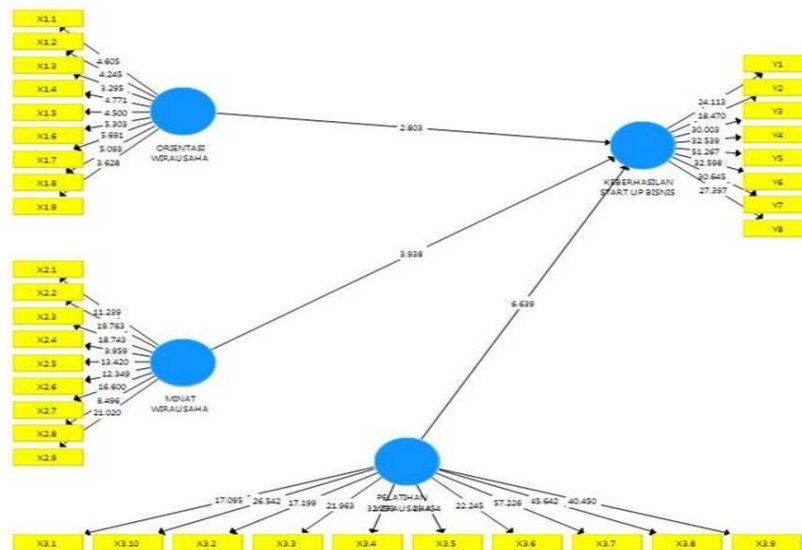 X1.1
X1.2
X1.3
X1.4
X1.5
X1.6
X1.7
X1.8
X1.9
4.605
4.245
3.295
4.771
4.500
5.303
5.691
5.093
3.628
ORIENTASI
WIRAUSAHA
2.803
Y1
Y2
Y3
Y4
Y5
Y6
Y7
Y8
24.113
18.470
30.003
32.539
51.267
32.598
30.645
27.397
KEBERHASILAN
START UP BISNIS
3.938
6.639
X2.1
X2.2
X2.3
X2.4
X2.5
X2.6
X2.7
X2.8
X2.9
11.239
19.763
18.743
13.420
12.349
16.600
8.496
21.020
MINAT
WIRAUSAHA
PELATIHAN
17.095
26.542
17.199
21.963
22.245
57.226
45.642
40.450
X3.1
X3.10
X3.2
X3.3
X3.4
X3.5
X3.6
X3.7
X3.8
X3.9